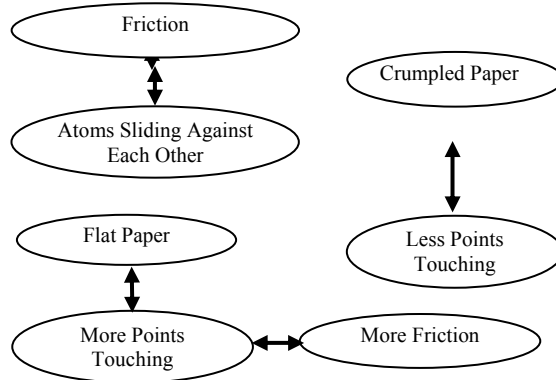 Friction
Crumpled Paper
Atoms Sliding Against
Each Other
Flat Paper
Less Points
Touching
More Points
Touching
More Friction